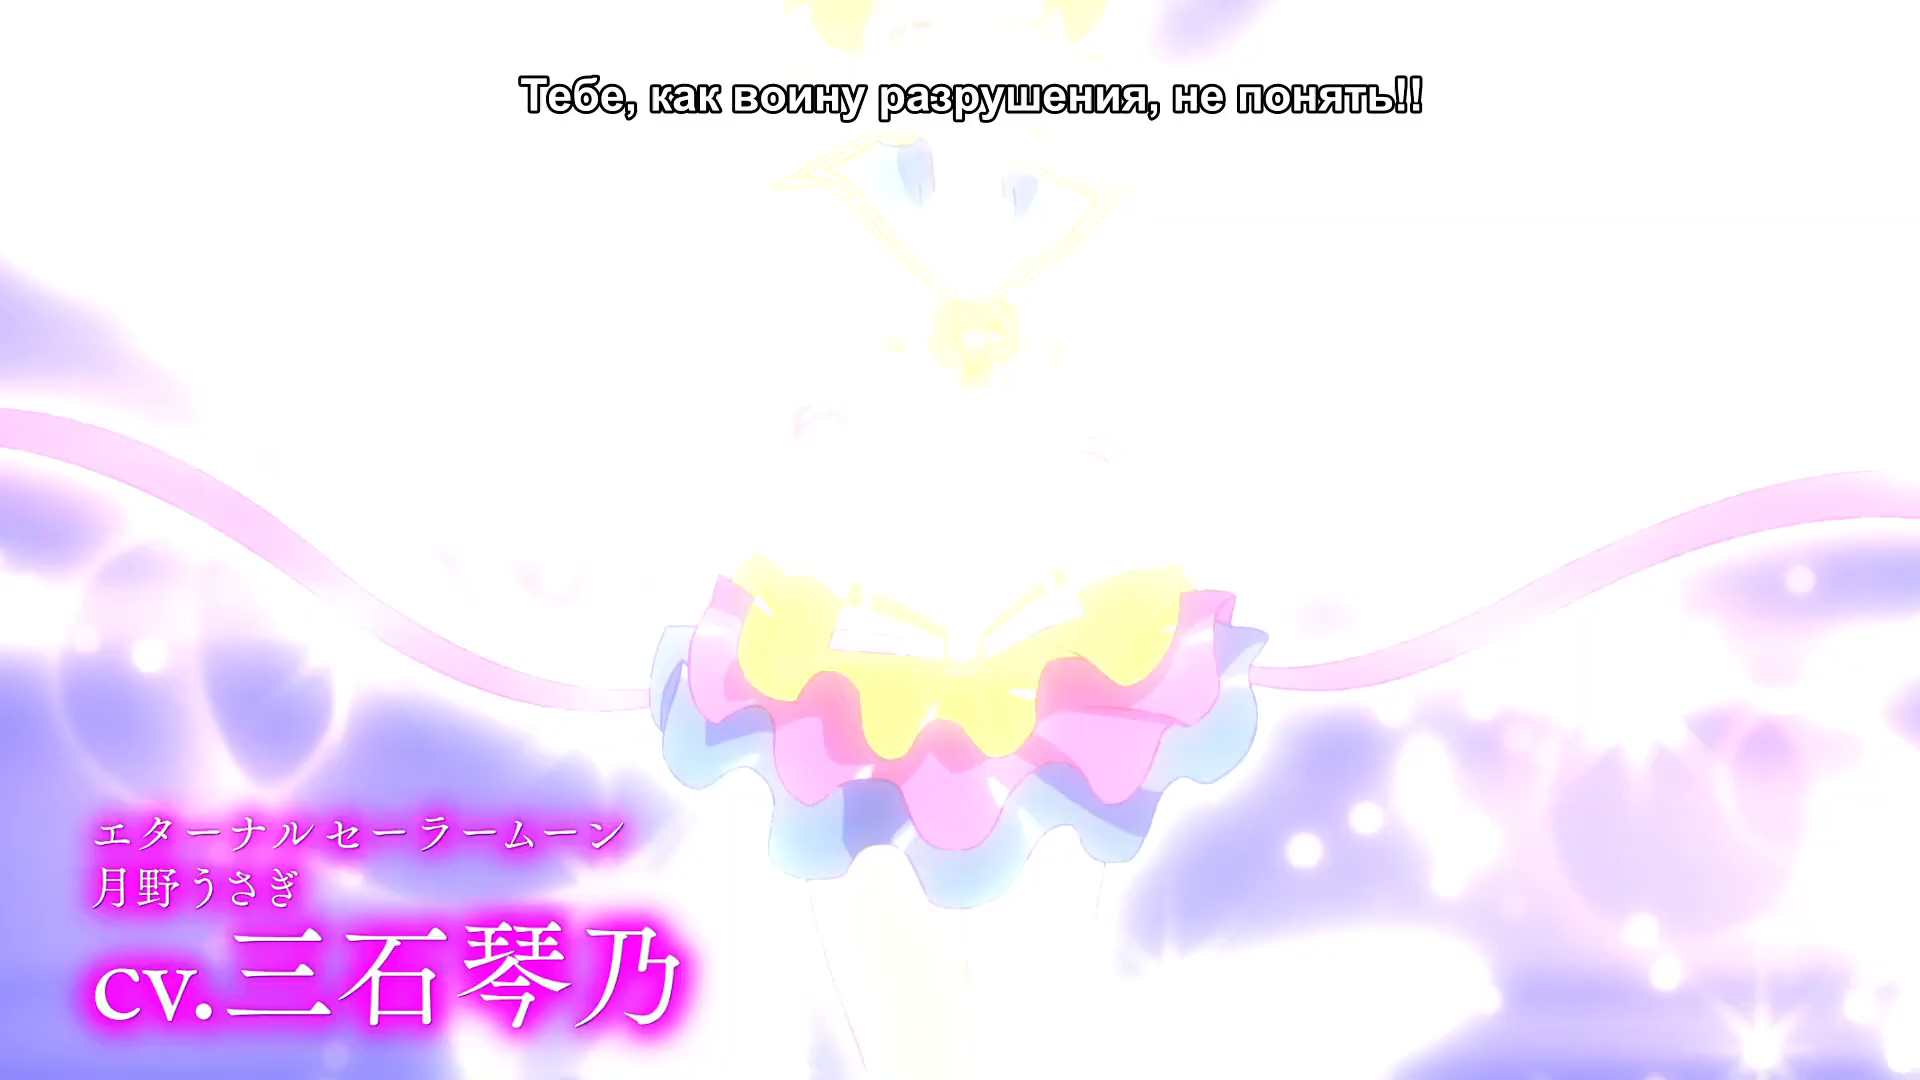 Тебе, как воину разрушения, не понять!!
エターナルセーラームーン
月野うさぎ
cv.三石琴乃